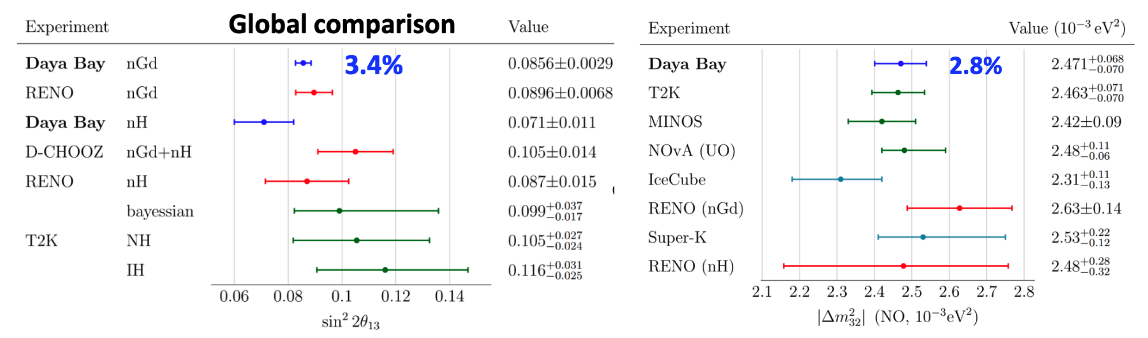 Global comparison
Experiment Value
Daya Bay nGd 3.4% 0.0856±0.0029
RENO nGd 0.0896±0.0068
Daya Bay nH 0.071±0.011
D-CHOOZ nGd+nH 0.105±0.014
RENO nH 0.087±0.015
bayessian 0.099+0.037−0.017
T2K NH 0.105+0.027−0.024
IH 0.116+0.031−0.025
0.06 0.08 0.1 0.12 0.14
sin² 2θ₁₃
Experiment Value (10⁻³ eV²)
Daya Bay 2.8% 2.471+0.068−0.070
T2K 2.463+0.071−0.070
MINOS 2.42±0.09
NOvA (UO) 2.48+0.11−0.06
IceCube 2.31+0.11−0.13
RENO (nGd) 2.63±0.14
Super-K 2.53+0.22−0.12
RENO (nH) 2.48+0.28−0.32
2.1 2.2 2.3 2.4 2.5 2.6 2.7 2.8
|Δm²₃₂| (NO, 10⁻³eV²)